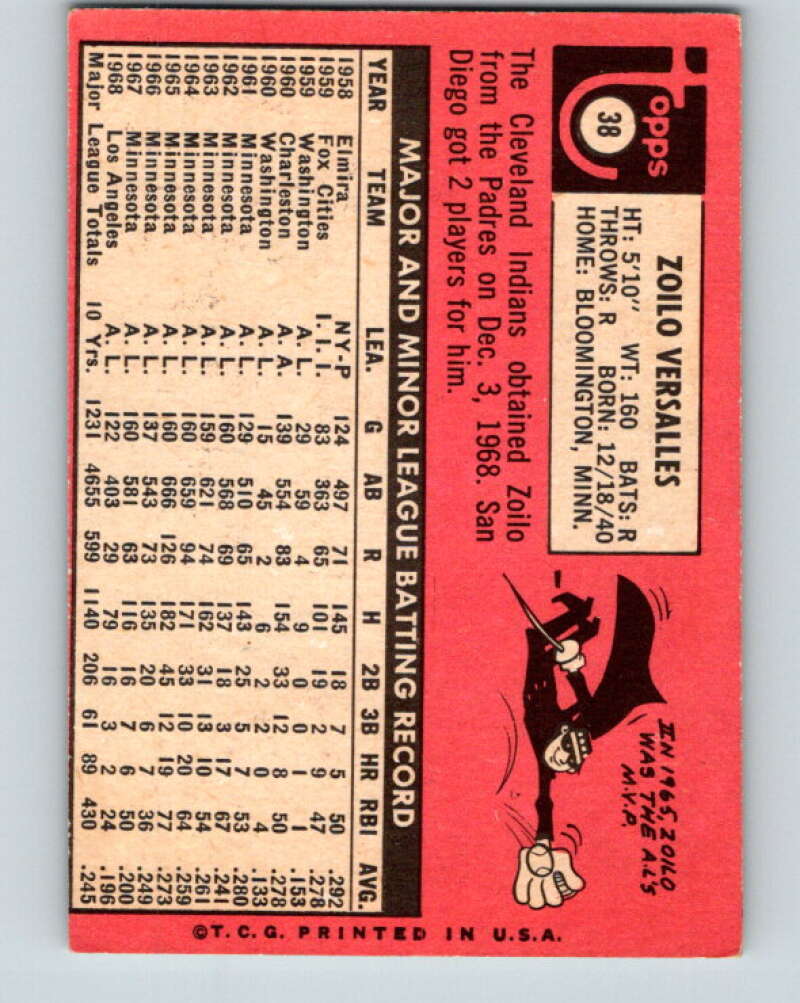 Topps
38
ZOILO VERSALLES
HT: 5'10" WT: 160 BATS: R
THROWS: R BORN: 12/18/40
HOME: BLOOMINGTON, MINN.
The Cleveland Indians obtained Zoilo
from the Padres on Dec. 3, 1968. San
Diego got 2 players for him.
IN 1965, ZOILO
WAS THE A.L'S
M.V.P.
MAJOR AND MINOR LEAGUE BATTING RECORD
YEAR TEAM LEA. G AB R H 2B 3B HR RBI AVG.
1958 Elmira NY-P 124 497 71 145 18 7 5 50 .292
1959 Fox Cities I. I. I. 83 363 65 101 19 2 9 47 .278
1959 Washington A. L. 29 59 4 9 0 0 1 1 .153
1960 Charleston A. A. 139 554 83 154 33 12 8 50 .278
1960 Washington A. L. 15 45 2 6 2 2 0 4 .133
1961 Minnesota A. L. 129 510 65 143 25 5 7 53 .280
1962 Minnesota A. L. 160 568 69 137 18 3 17 67 .241
1963 Minnesota A. L. 159 621 74 162 31 13 10 54 .261
1964 Minnesota A. L. 160 659 94 171 33 10 20 64 .259
1965 Minnesota A. L. 160 666 126 182 45 12 19 77 .273
1966 Minnesota A. L. 137 543 73 135 20 6 7 36 .249
1967 Minnesota A. L. 160 581 63 116 16 7 6 50 .200
1968 Los Angeles A. L. 122 403 29 79 16 3 2 24 .196
Major League Totals 10 Yrs. 1231 4655 599 1140 206 61 89 430 .245
©T. C. G. PRINTED IN U.S.A.